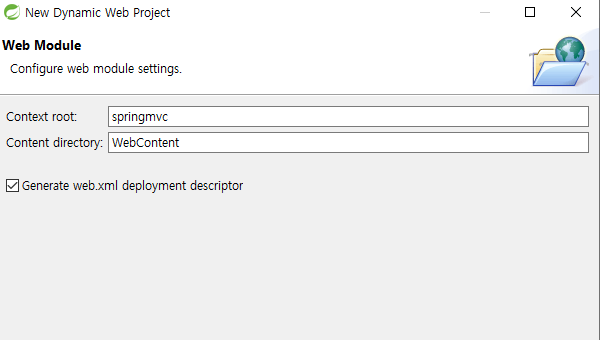 New Dynamic Web Project
Web Module
Configure web module settings.
Context root: springmvc
Content directory: WebContent
Generate web.xml deployment descriptor